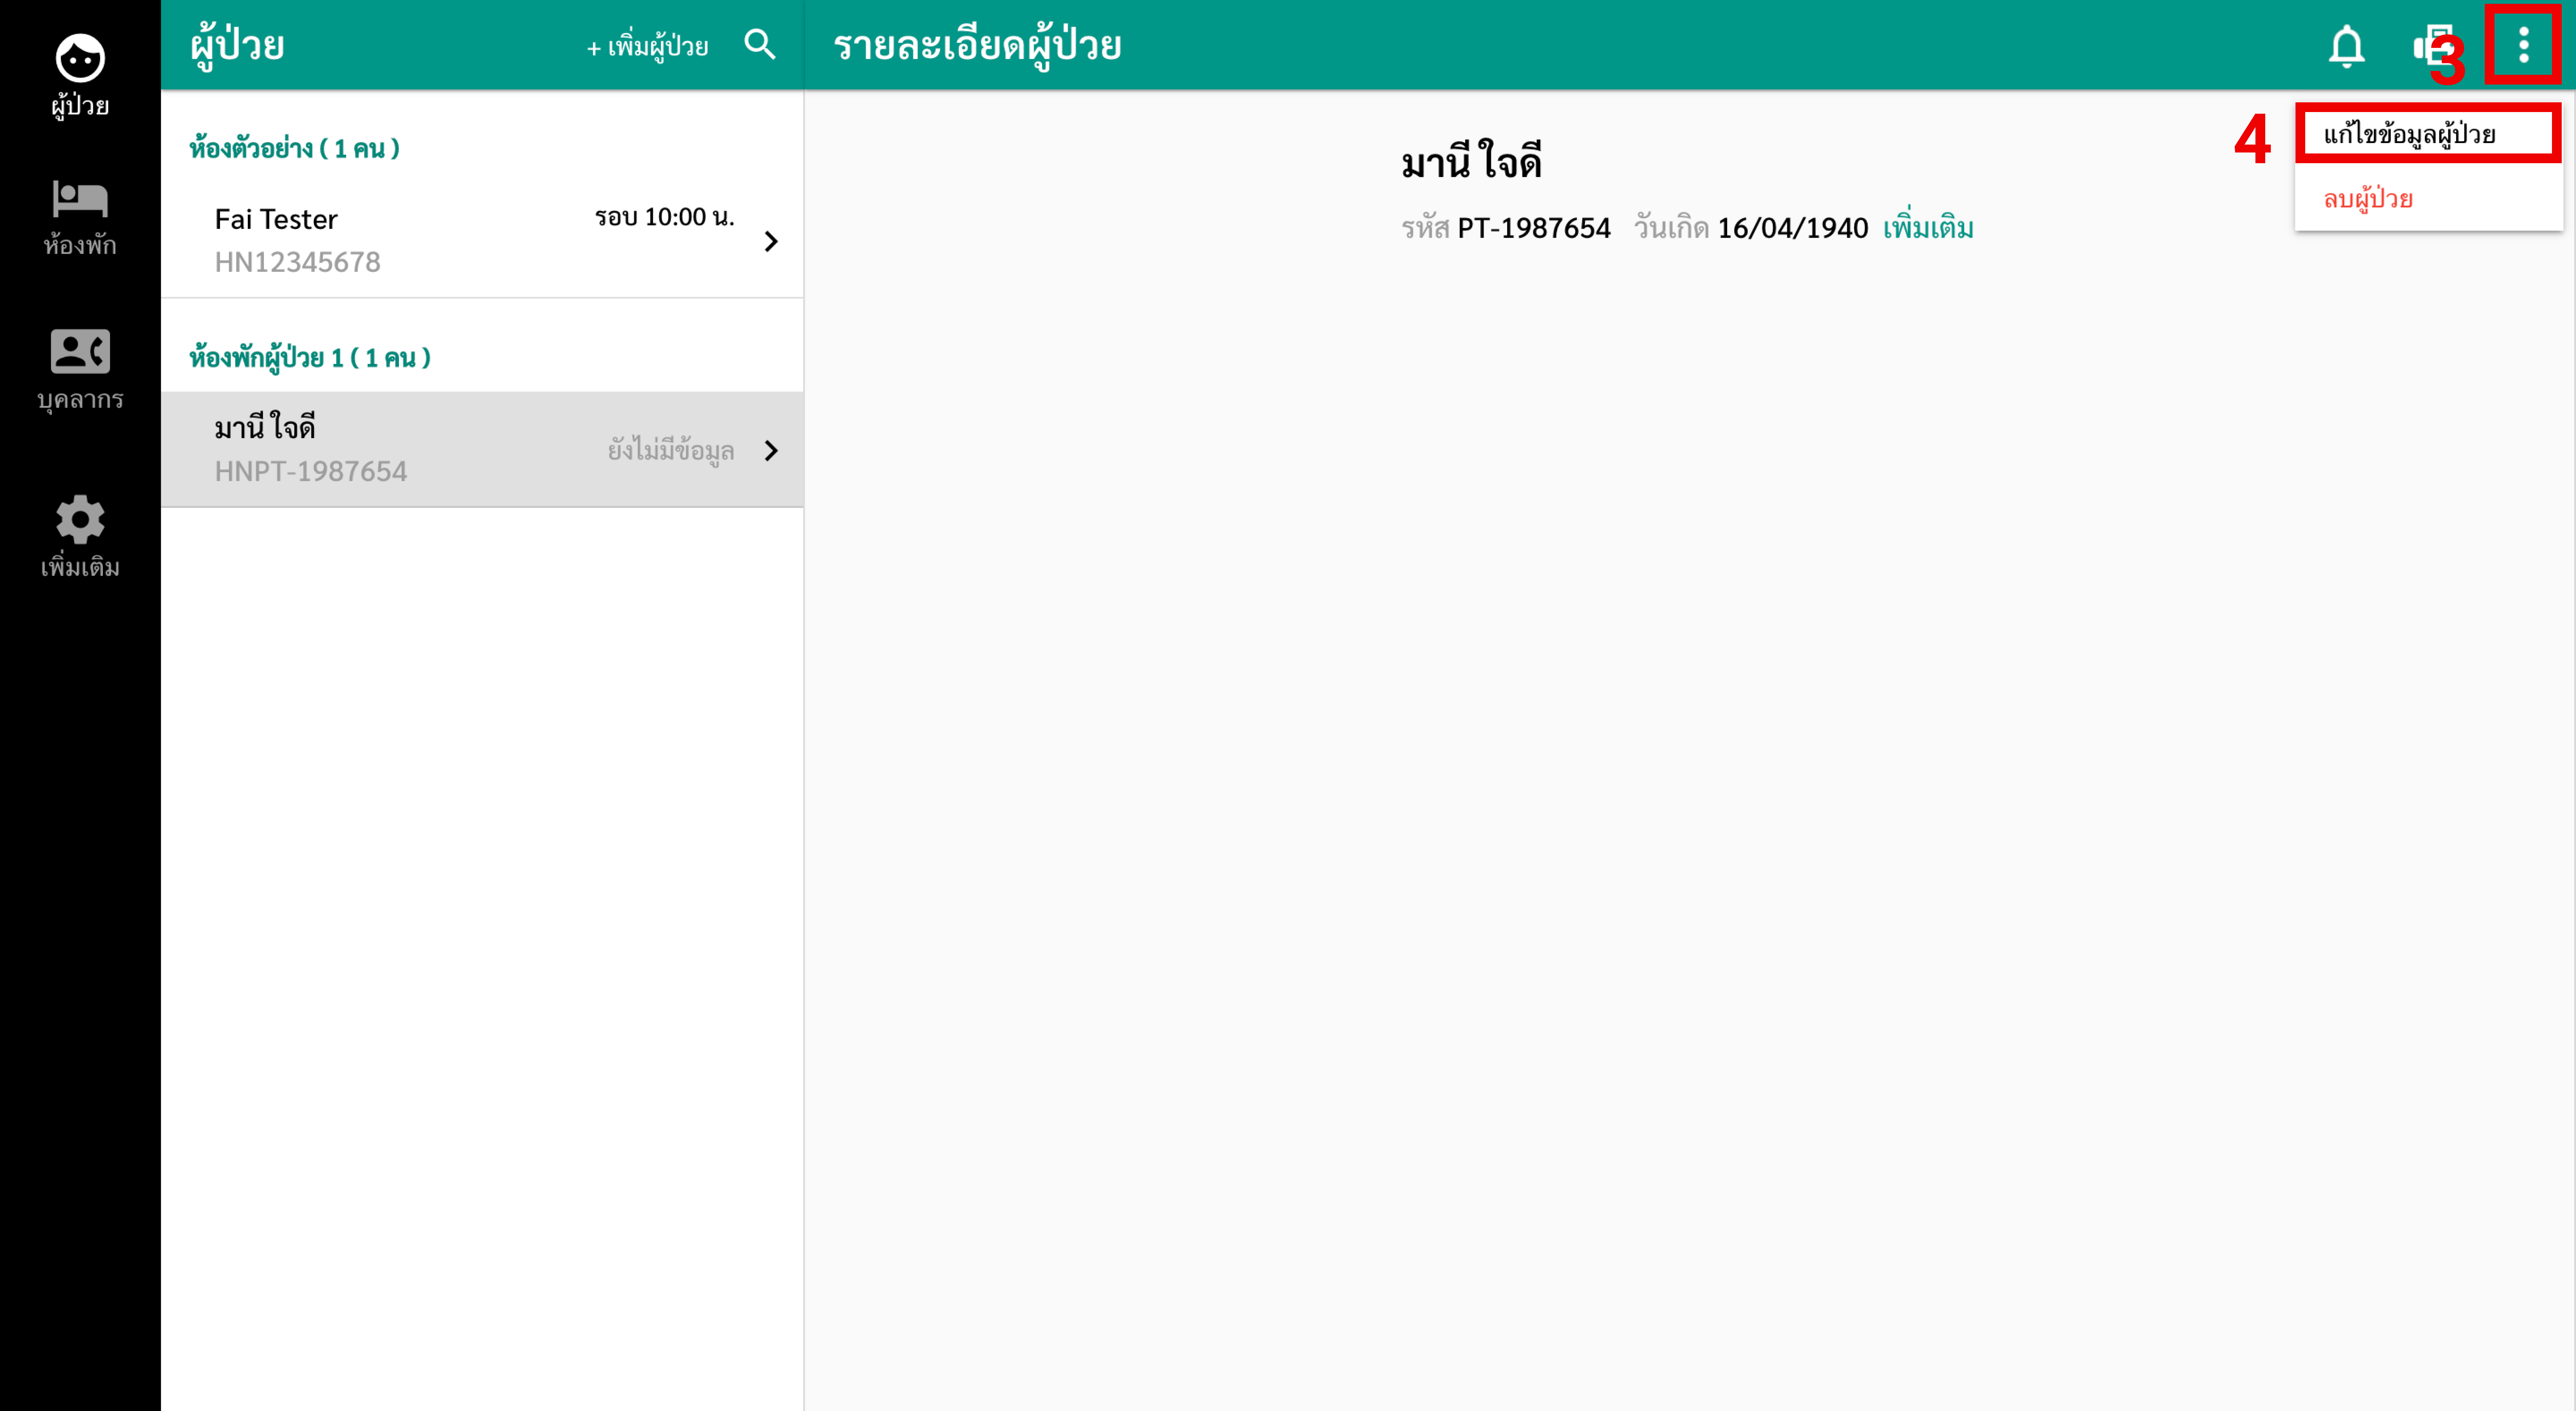 ผู้ป่วย
ห้องพัก
บุคลากร
เพิ่มเติม
ผู้ป่วย + เพิ่มผู้ป่วย
ห้องตัวอย่าง ( 1 คน )
Fai Tester รอบ 10:00 น.
HN12345678
ห้องพักผู้ป่วย 1 ( 1 คน )
มานี ใจดี ยังไม่มีข้อมูล
HNPT-1987654
รายละเอียดผู้ป่วย 3
มานี ใจดี
รหัส PT-1987654 วันเกิด 16/04/1940 เพิ่มเติม
4 แก้ไขข้อมูลผู้ป่วย
ลบผู้ป่วย